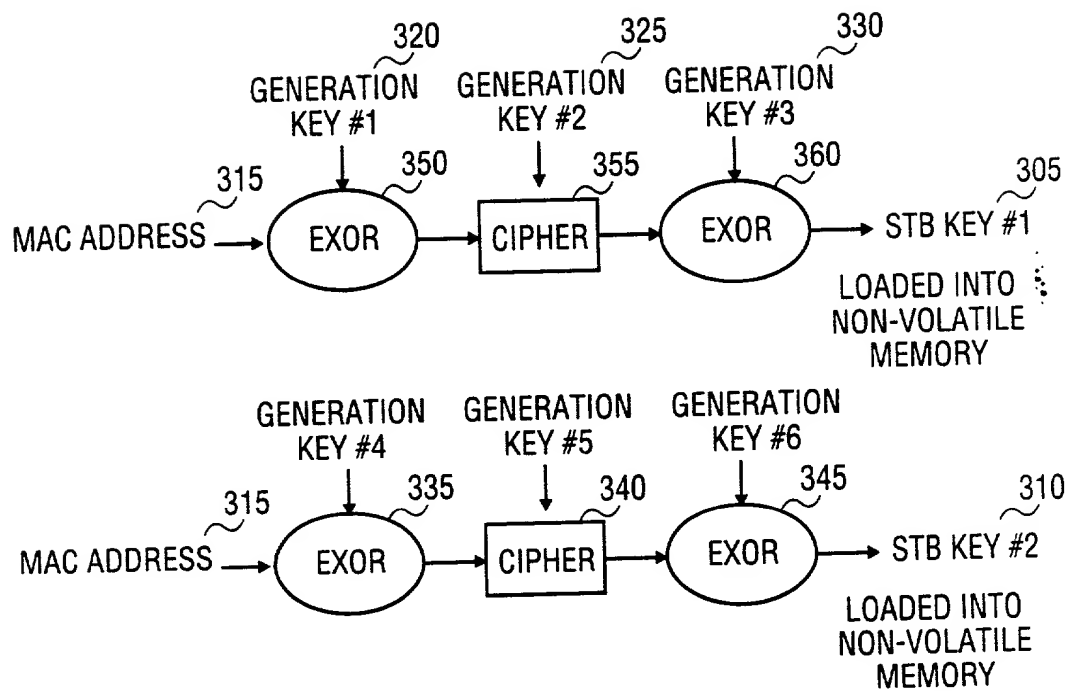 320
325
330
GENERATION
KEY #1
GENERATION
KEY #2
GENERATION
KEY #3
315
350
355
360
305
MAC ADDRESS
EXOR
CIPHER
EXOR
STB KEY #1
LOADED INTO
NON-VOLATILE
MEMORY
GENERATION
KEY #4
GENERATION
KEY #5
GENERATION
KEY #6
315
335
340
345
310
MAC ADDRESS
EXOR
CIPHER
EXOR
STB KEY #2
LOADED INTO
NON-VOLATILE
MEMORY